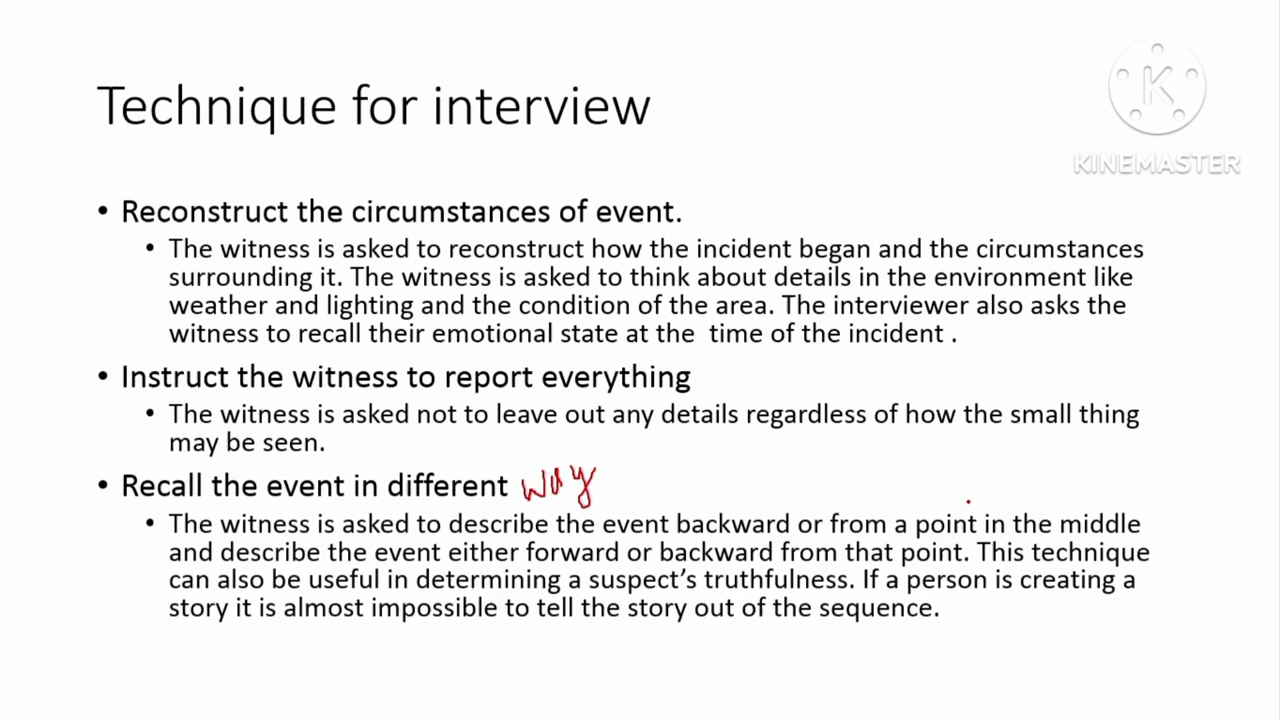 Technique for interview
K
KINEMASTER
• Reconstruct the circumstances of event.
• The witness is asked to reconstruct how the incident began and the circumstances
surrounding it. The witness is asked to think about details in the environment like
weather and lighting and the condition of the area. The interviewer also asks the
witness to recall their emotional state at the time of the incident .
• Instruct the witness to report everything
• The witness is asked not to leave out any details regardless of how the small thing
may be seen.
• Recall the event in different way
• The witness is asked to describe the event backward or from a point in the middle
and describe the event either forward or backward from that point. This technique
can also be useful in determining a suspect’s truthfulness. If a person is creating a
story it is almost impossible to tell the story out of the sequence.